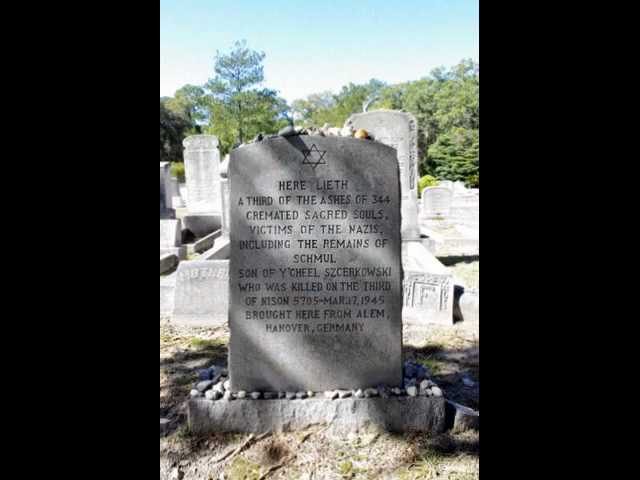 HERE LIETH
A THIRD OF THE ASHES OF 344
CREMATED SACRED SOULS,
VICTIMS OF THE NAZIS,
INCLUDING THE REMAINS OF
SCHMUL
SON OF Y'CHEEL SZCERKOWSKI
WHO WAS KILLED ON THE THIRD
OF NISON 5705-MAR.17,1945
BROUGHT HERE FROM ALEM,
HANOVER, GERMANY
F